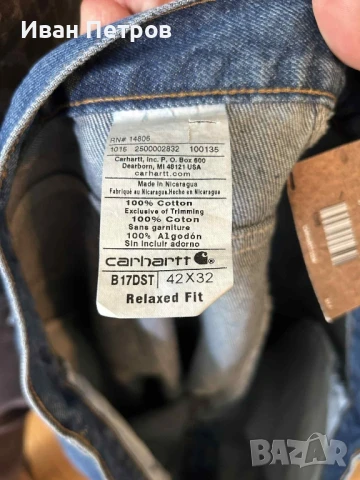 Иван Петров
RN# 14806
1016 2500002832 100135
Carhartt, Inc. P. O. Box 600
Dearborn, MI 48121 USA
carhartt.com
Made in Nicaragua
Fabriqué au Nicaragua.Hecho en Nicaragua
100% Cotton
Exclusive of Trimming
100% Coton
Sans garniture
100% Algodón
Sin incluir adorno
carhartt
B17DST 42X32
Relaxed Fit
BAZAR